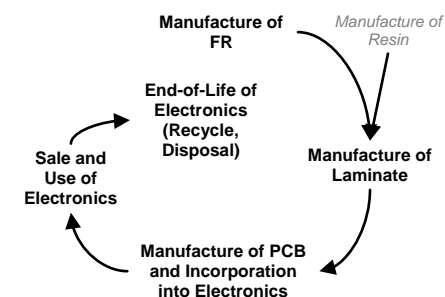 Manufacture of
FR
Manufacture of
Resin
End-of-Life of
Electronics
(Recycle,
Disposal)
Manufacture of
Laminate
Sale and
Use of
Electronics
Manufacture of PCB
and Incorporation
into Electronics